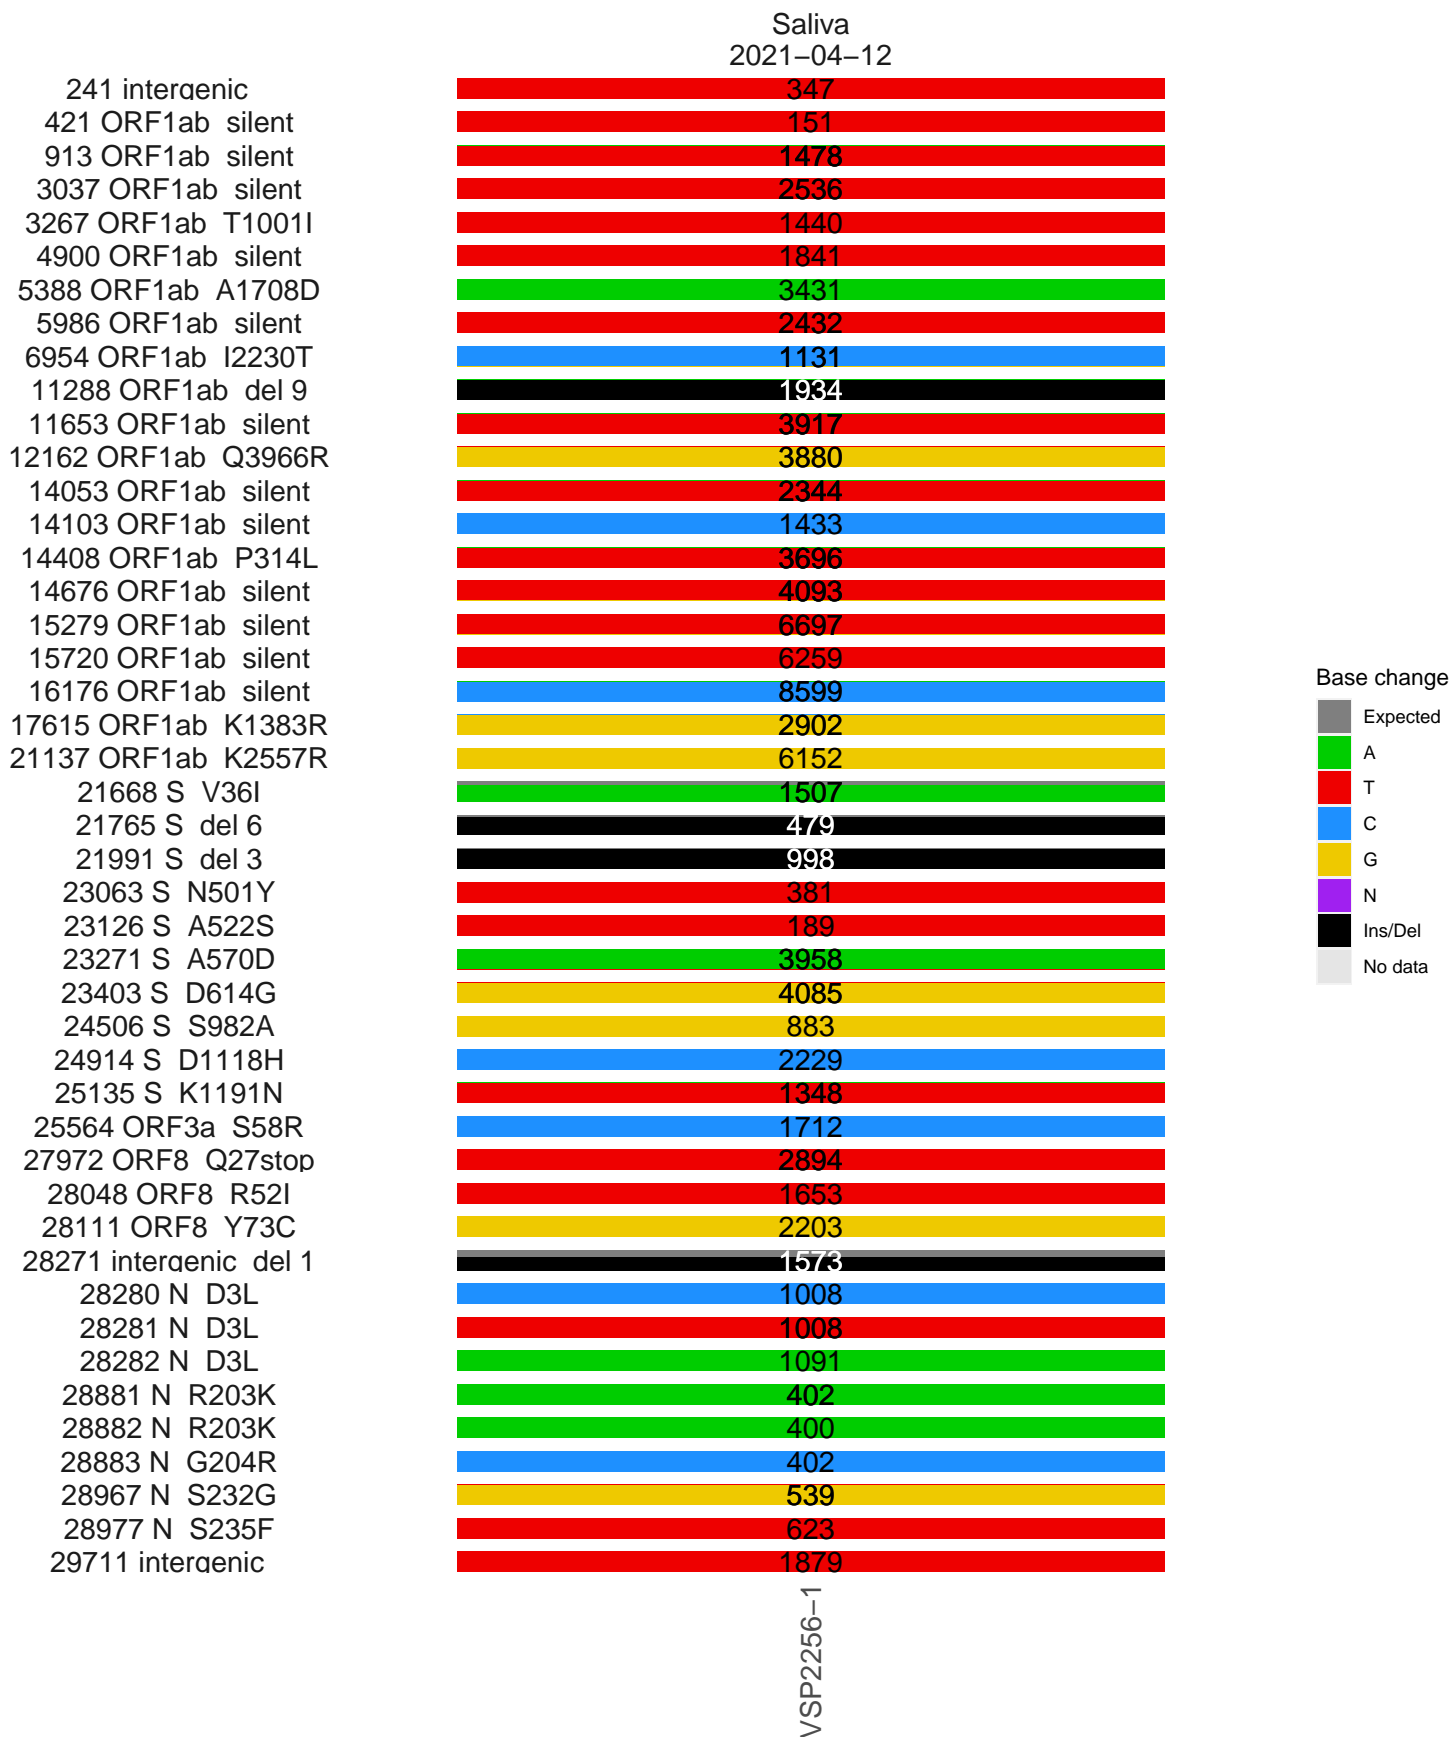 Saliva
2021−04−12
241 intergenic 347
421 ORF1ab silent 151
913 ORF1ab silent 1478
3037 ORF1ab silent 2536
3267 ORF1ab T1001I 1440
4900 ORF1ab silent 1841
5388 ORF1ab A1708D 3431
5986 ORF1ab silent 2432
6954 ORF1ab I2230T 1131
11288 ORF1ab del 9 1934
11653 ORF1ab silent 3917
12162 ORF1ab Q3966R 3880
14053 ORF1ab silent 2344
14103 ORF1ab silent 1433
14408 ORF1ab P314L 3696
14676 ORF1ab silent 4093
15279 ORF1ab silent 6697
15720 ORF1ab silent 6259
16176 ORF1ab silent 8599
17615 ORF1ab K1383R 2902
21137 ORF1ab K2557R 6152
21668 S V36I 1507
21765 S del 6 479
21991 S del 3 998
23063 S N501Y 381
23126 S A522S 189
23271 S A570D 3958
23403 S D614G 4085
24506 S S982A 883
24914 S D1118H 2229
25135 S K1191N 1348
25564 ORF3a S58R 1712
27972 ORF8 Q27stop 2894
28048 ORF8 R52I 1653
28111 ORF8 Y73C 2203
28271 intergenic del 1 1573
28280 N D3L 1008
28281 N D3L 1008
28282 N D3L 1091
28881 N R203K 402
28882 N R203K 400
28883 N G204R 402
28967 N S232G 539
28977 N S235F 623
29711 intergenic 1879
VSP2256−1
Base change
Expected
A
T
C
G
N
Ins/Del
No data